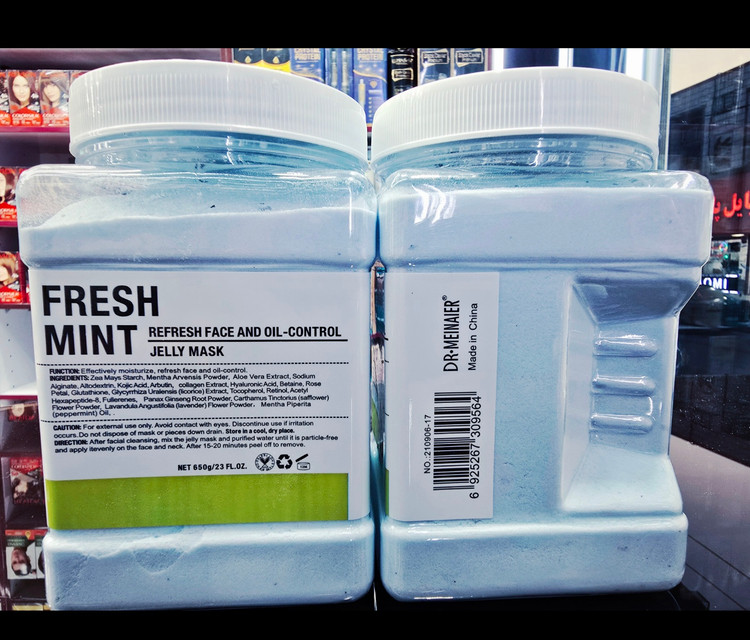 FRESH
MINT
REFRESH FACE AND OIL-CONTROL
JELLY MASK
FUNCTION: Effectively moisturize, refresh face and oil-control.
INGREDIENTS: Zea Mays Starch, Mentha Arvensis Powder, Aloe Vera Extract, Sodium
Alginate, Altodextrin, Kojic Acid, Arbutin, collagen Extract, Hyaluronic Acid, Betaine, Rose
Petal, Glutathione, Glycyrrhiza Uralensis (licorice) Extract, Tocopherol, Retinol, Acetyl
Hexapeptide-8, Fullerenes, Panax Ginseng Root Powder, Carthamus Tinctorius (safflower)
Flower Powder, Lavandula Angustifolia (lavender) Flower Powder, Mentha Piperita
(peppermint) Oil,.
CAUTION: For external use only. Avoid contact with eyes. Discontinue use if irritation
occurs.Do not dispose of mask or pieces down drain. Store in a cool, dry place.
DIRECTION: After facial cleansing, mix the jelly mask and purified water until it is particle-free
and apply itevenly on the face and neck. After 15-20 minutes peel off to remove.
NET 650g/23 FL.OZ.
DR·MEINAIER®
Made in China
NO.:210906-17
6 925267 309564